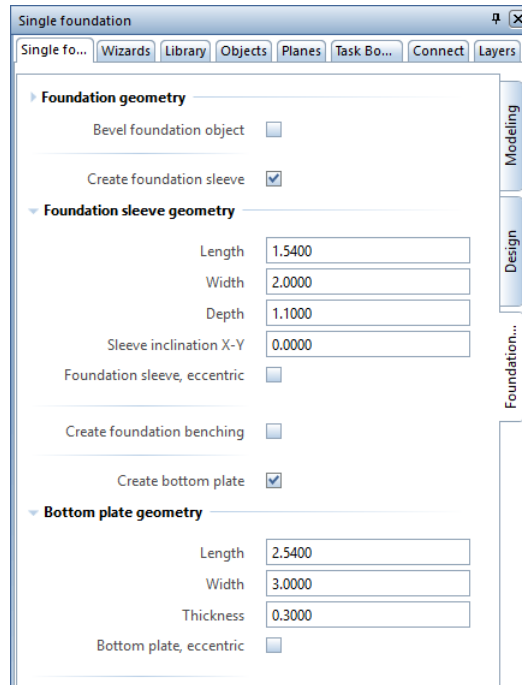 Single foundation
Single fo... Wizards Library Objects Planes Task Bo... Connect Layers
Foundation geometry
Bevel foundation object
Create foundation sleeve
Foundation sleeve geometry
Length 1.5400
Width 2.0000
Depth 1.1000
Sleeve inclination X-Y 0.0000
Foundation sleeve, eccentric
Create foundation benching
Create bottom plate
Bottom plate geometry
Length 2.5400
Width 3.0000
Thickness 0.3000
Bottom plate, eccentric
Modeling
Design
Foundation...